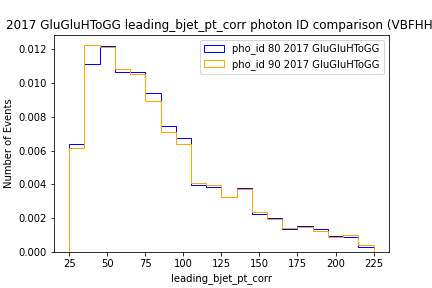 2017 GluGluHToGG leading_bjet_pt_corr photon ID comparison (VBFHH
pho_id 80 2017 GluGluHToGG
pho_id 90 2017 GluGluHToGG
Number of Events
0.012
0.010
0.008
0.006
0.004
0.002
0.000
25 50 75 100 125 150 175 200 225
leading_bjet_pt_corr